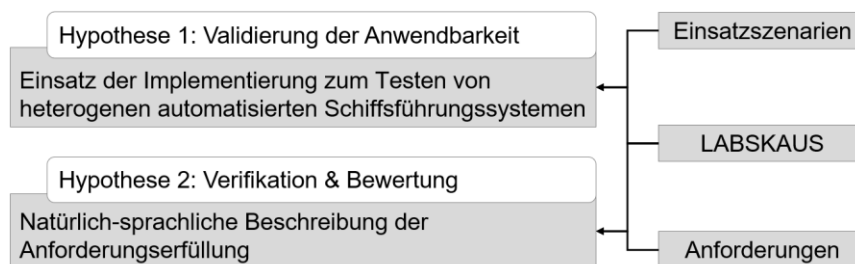 Hypothese 1: Validierung der Anwendbarkeit
Einsatz der Implementierung zum Testen von
heterogenen automatisierten Schiffsführungssystemen
Hypothese 2: Verifikation & Bewertung
Natürlich-sprachliche Beschreibung der
Anforderungserfüllung
Einsatzszenarien
LABSKAUS
Anforderungen